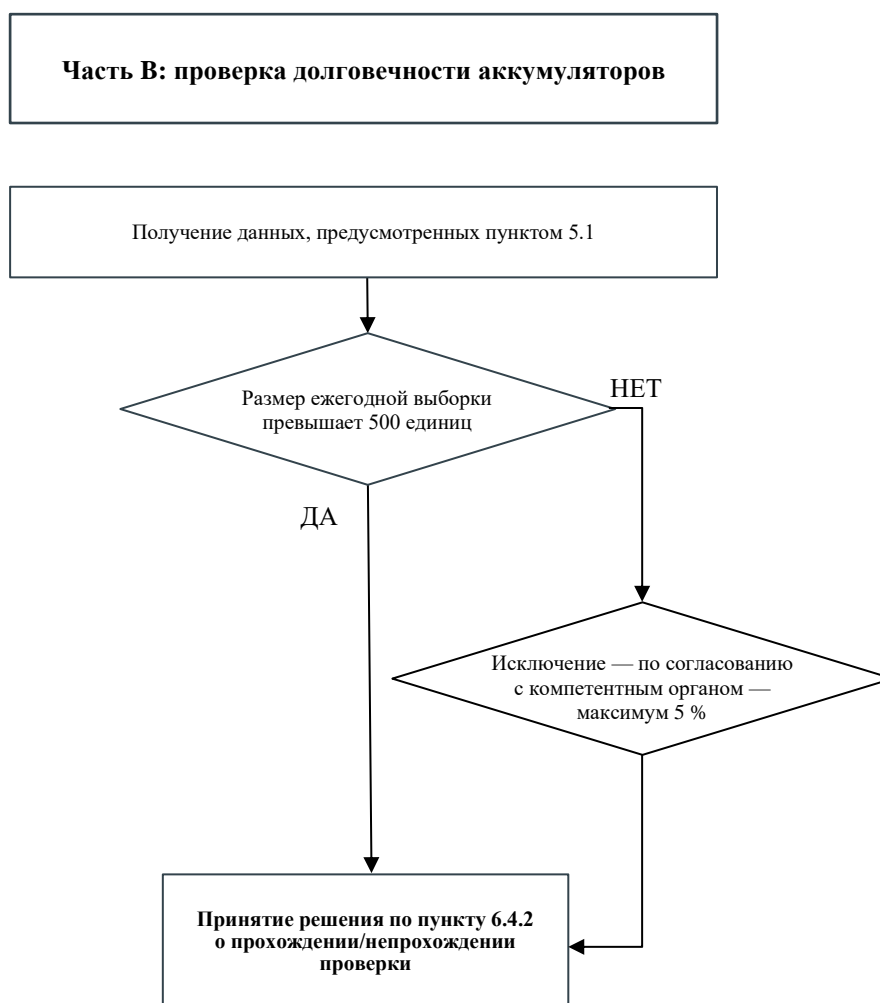 Часть В: проверка долговечности аккумуляторов
Получение данных, предусмотренных пунктом 5.1
Размер ежегодной выборки
превышает 500 единиц
НЕТ
ДА
Исключение — по согласованию
с компетентным органом —
максимум 5 %
Принятие решения по пункту 6.4.2
о прохождении/непрохождении
проверки